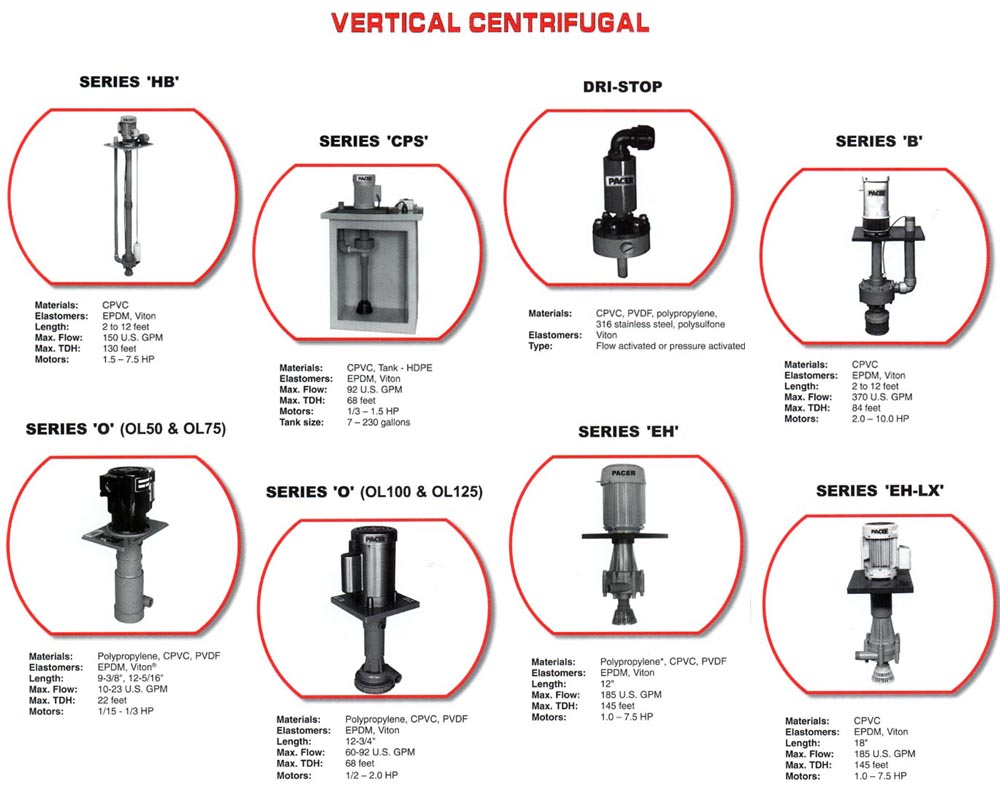 VERTICAL CENTRIFUGAL
SERIES 'HB'
PACER
Materials: CPVC
Elastomers: EPDM, Viton
Length: 2 to 12 feet
Max. Flow: 150 U.S. GPM
Max. TDH: 130 feet
Motors: 1.5 – 7.5 HP
SERIES 'CPS'
PACER
Materials: CPVC, Tank - HDPE
Elastomers: EPDM, Viton
Max. Flow: 92 U.S. GPM
Max. TDH: 68 feet
Motors: 1/3 – 1.5 HP
Tank size: 7 – 230 gallons
DRI-STOP
PACER
Materials: CPVC, PVDF, polypropylene,
316 stainless steel, polysulfone
Elastomers: Viton
Type: Flow activated or pressure activated
SERIES 'B'
PACER
Materials: CPVC
Elastomers: EPDM, Viton
Length: 2 to 12 feet
Max. Flow: 370 U.S. GPM
Max. TDH: 84 feet
Motors: 2.0 – 10.0 HP
SERIES 'O' (OL50 & OL75)
Materials: Polypropylene, CPVC, PVDF
Elastomers: EPDM, Viton®
Length: 9-3/8", 12-5/16"
Max. Flow: 10-23 U.S. GPM
Max. TDH: 22 feet
Motors: 1/15 - 1/3 HP
SERIES 'O' (OL100 & OL125)
PACER
Materials: Polypropylene, CPVC, PVDF
Elastomers: EPDM, Viton
Length: 12-3/4"
Max. Flow: 60-92 U.S. GPM
Max. TDH: 68 feet
Motors: 1/2 – 2.0 HP
SERIES 'EH'
PACER
Materials: Polypropylene*, CPVC, PVDF
Elastomers: EPDM, Viton
Length: 12"
Max. Flow: 185 U.S. GPM
Max. TDH: 145 feet
Motors: 1.0 – 7.5 HP
SERIES 'EH-LX'
PACER
Materials: CPVC
Elastomers: EPDM, Viton
Length: 18"
Max. Flow: 185 U.S. GPM
Max. TDH: 145 feet
Motors: 1.0 – 7.5 HP